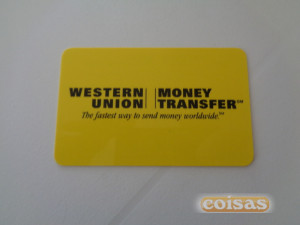 WESTERN UNION
MONEY TRANSFER℠
The fastest way to send money worldwide.℠
coisas